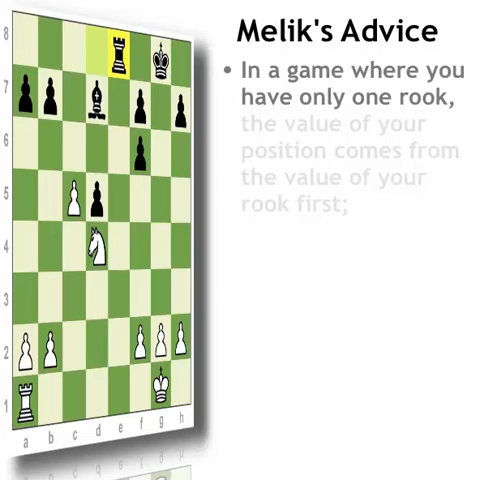 Melik's Advice
• In a game where you
have only one rook,
the value of your
position comes from
the value of your
rook first;
8
7
6
5
4
3
2
1
a b c d e f g h